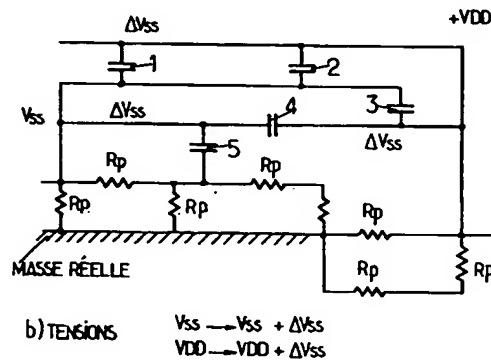 ΔVss
+VDD
1
2
3
Vss
ΔVss
4
ΔVss
5
Rp
Rp
Rp
Rp
Rp
Rp
Rp
MASSE RÉELLE
b) TENSIONS
Vss → Vss + ΔVss
VDD → VDD + ΔVss